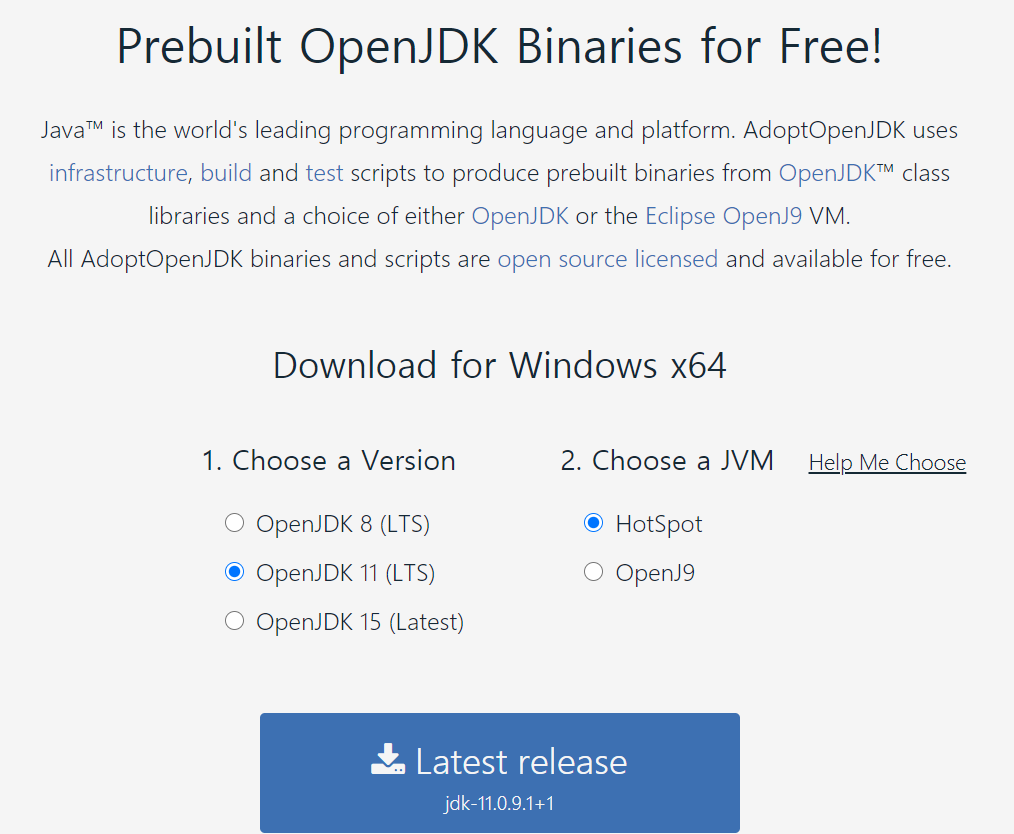 Prebuilt OpenJDK Binaries for Free!
Java™ is the world's leading programming language and platform. AdoptOpenJDK uses
infrastructure, build and test scripts to produce prebuilt binaries from OpenJDK™ class
libraries and a choice of either OpenJDK or the Eclipse OpenJ9 VM.
All AdoptOpenJDK binaries and scripts are open source licensed and available for free.
Download for Windows x64
1. Choose a Version
OpenJDK 8 (LTS)
OpenJDK 11 (LTS)
OpenJDK 15 (Latest)
2. Choose a JVM
Help Me Choose
HotSpot
OpenJ9
Latest release
jdk-11.0.9.1+1